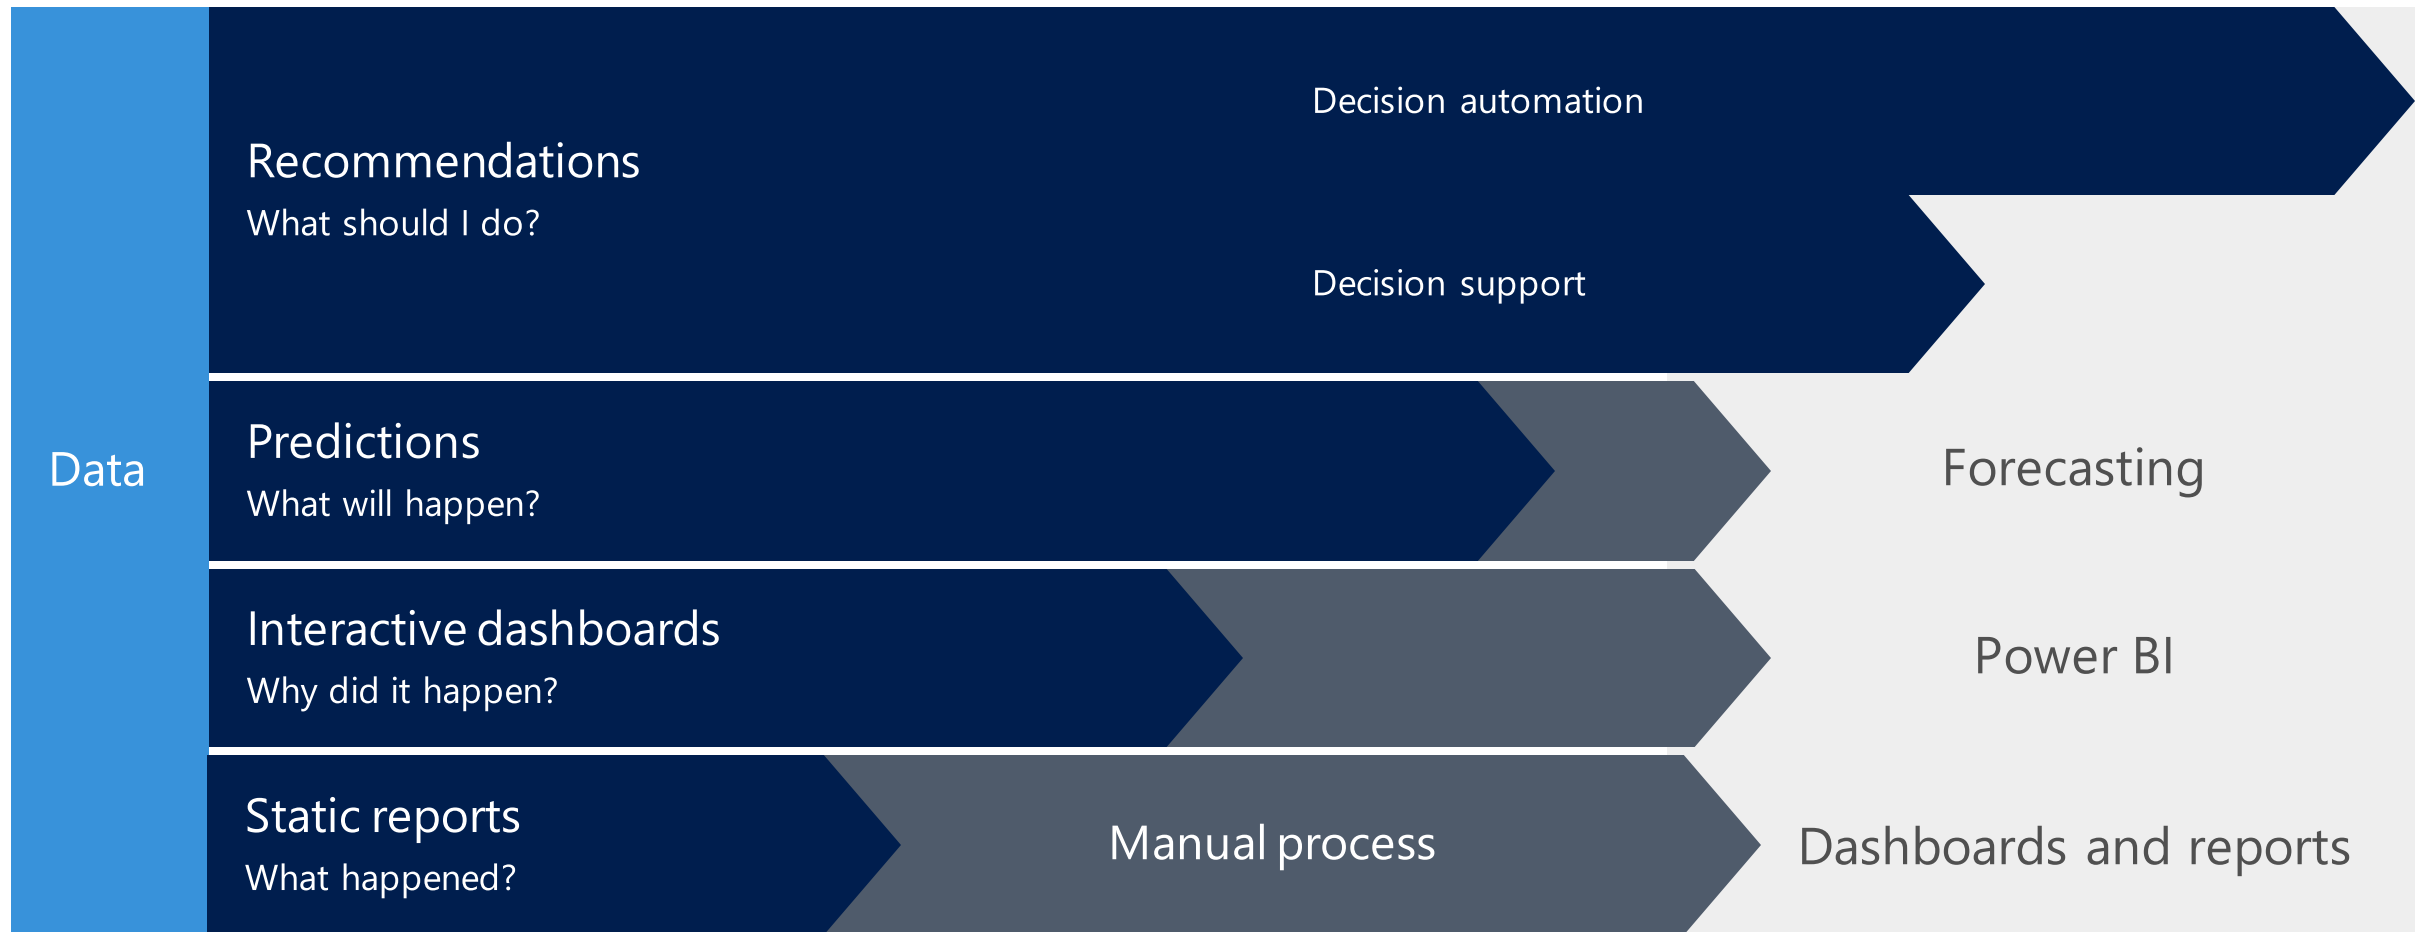 Data
Recommendations
What should I do?
Decision automation
Decision support
Predictions
What will happen?
Forecasting
Interactive dashboards
Why did it happen?
Power BI
Static reports
What happened?
Manual process
Dashboards and reports